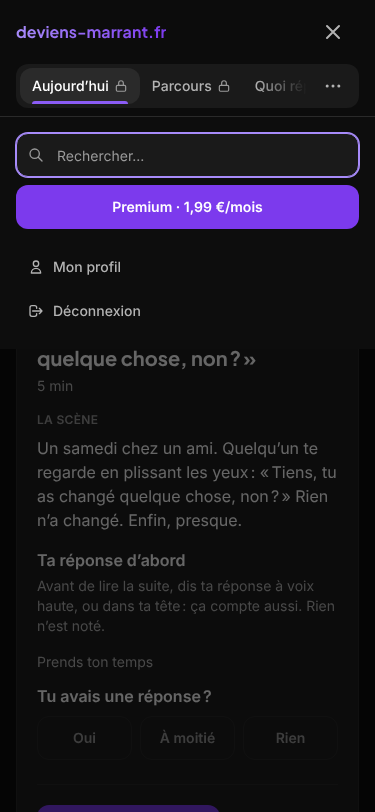 deviens-marrant.fr
Aujourd’hui
Parcours
Quoi ré
Rechercher...
Premium · 1,99 €/mois
Mon profil
Déconnexion
quelque chose, non ? »
5 min
LA SCÈNE
Un samedi chez un ami. Quelqu’un te
regarde en plissant les yeux : « Tiens, tu
as changé quelque chose, non ? » Rien
n’a changé. Enfin, presque.
Ta réponse d’abord
Avant de lire la suite, dis ta réponse à voix
haute, ou dans ta tête : ça compte aussi. Rien
n’est noté.
Prends ton temps
Tu avais une réponse ?
Oui
À moitié
Rien